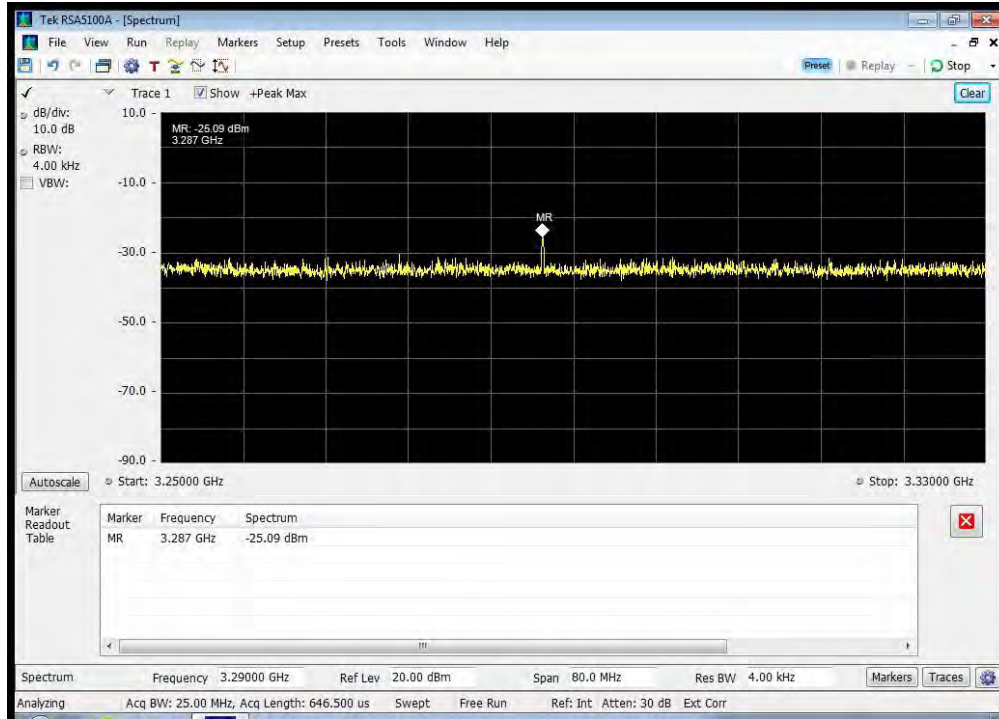 Tek RSA5100A - [Spectrum]
File View Run Replay Markers Setup Presets Tools Window Help
Preset Replay Stop
Trace 1 Show +Peak Max Clear
dB/div:
10.0 dB
RBW:
4.00 kHz
VBW:
10.0
MR: -25.09 dBm
3.287 GHz
-10.0
MR
-30.0
-50.0
-70.0
-90.0
Autoscale Start: 3.25000 GHz Stop: 3.33000 GHz
Marker
Readout
Table
Marker Frequency Spectrum
MR 3.287 GHz -25.09 dBm
Spectrum Frequency 3.29000 GHz Ref Lev 20.00 dBm Span 80.0 MHz Res BW 4.00 kHz Markers Traces
Analyzing Acq BW: 25.00 MHz, Acq Length: 646.500 us Swept Free Run Ref: Int Atten: 30 dB Ext Corr